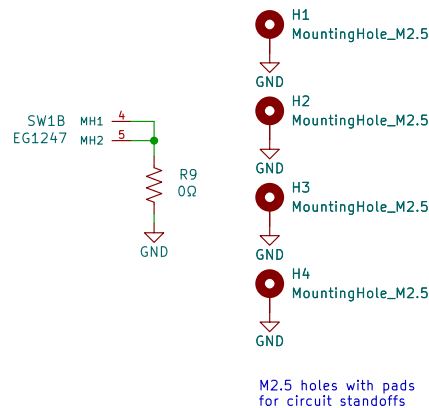 H1
MountingHole_M2.5
GND
H2
MountingHole_M2.5
GND
SW1B MH1 4
EG1247 MH2 5
R9
0Ω
GND
H3
MountingHole_M2.5
GND
H4
MountingHole_M2.5
GND
M2.5 holes with pads
for circuit standoffs